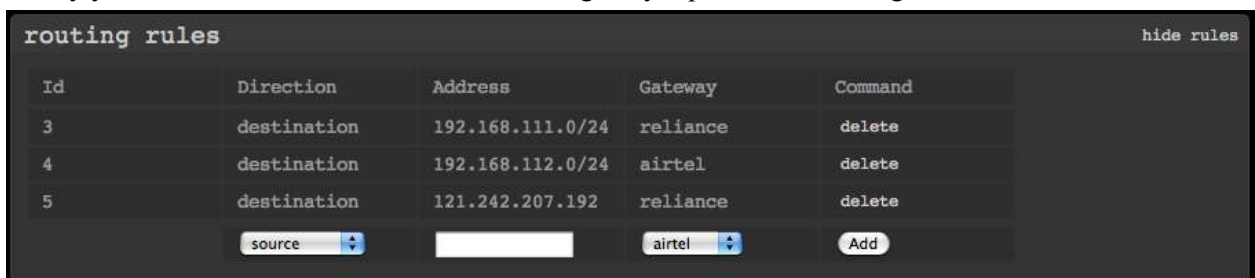 routing rules hide rules
Id Direction Address Gateway Command
3 destination 192.168.111.0/24 reliance delete
4 destination 192.168.112.0/24 airtel delete
5 destination 121.242.207.192 reliance delete
source airtel Add